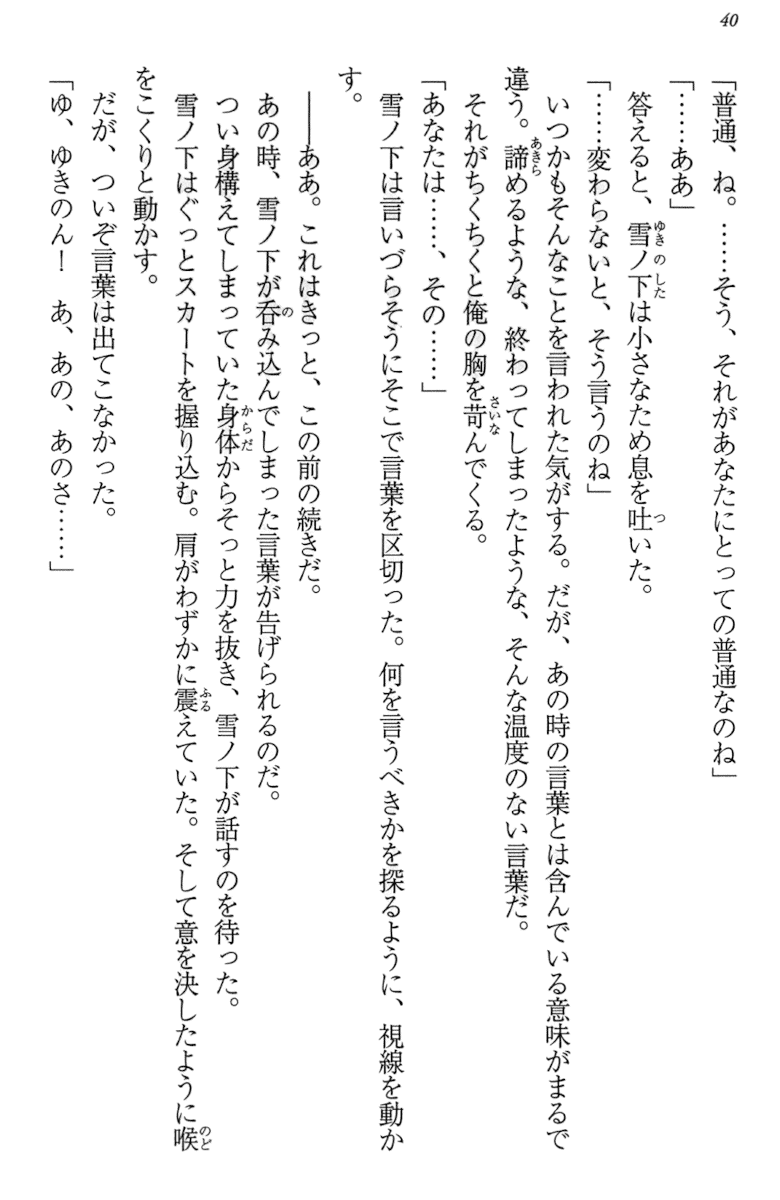 40
「普通、ね。……そう、それがあなたにとっての普通なのね」
「……ああ」
答えると、雪ノ下は小さなため息を吐いた。
「……変わらないと、そう言うのね」
いつかもそんなことを言われた気がする。だが、あの時の言葉とは含んでいる意味がまるで
違う。諦めるような、終わってしまったような、そんな温度のない言葉だ。
それがちくちくと俺の胸を苛んでくる。
「あなたは……、その……」
雪ノ下は言いづらそうにそこで言葉を区切った。何を言うべきかを探るように、視線を動か
す。
――ああ。これはきっと、この前の続きだ。
あの時、雪ノ下が呑み込んでしまった言葉が告げられるのだ。
つい身構えてしまっていた身体からそっと力を抜き、雪ノ下が話すのを待った。
雪ノ下はぐっとスカートを握り込む。肩がわずかに震えていた。そして意を決したように喉
をこくりと動かす。
だが、ついぞ言葉は出てこなかった。
「ゆ、ゆきのん！　あ、あの、あのさ……」